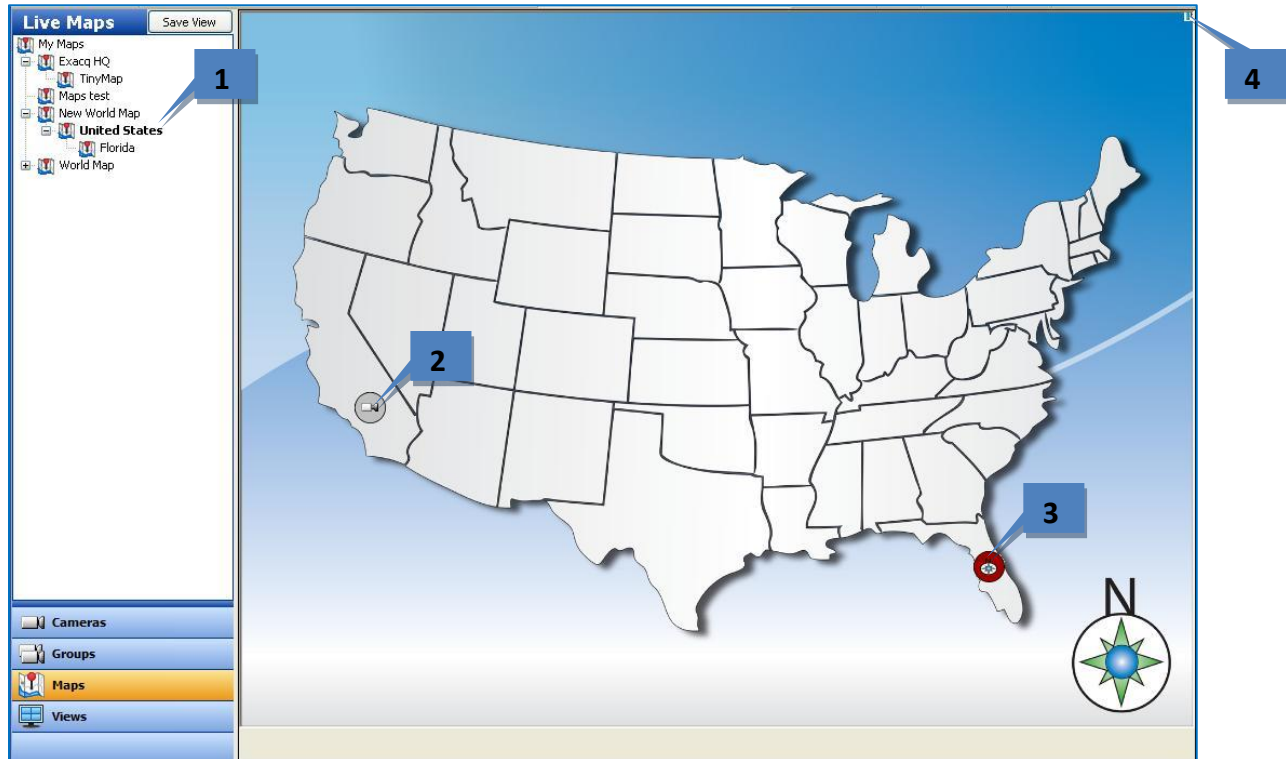 Live Maps
Save View
My Maps
Exacq HQ
TinyMap
Maps test
New World Map
United States
Florida
World Map
1
2
3
4
N
Cameras
Groups
Maps
Views